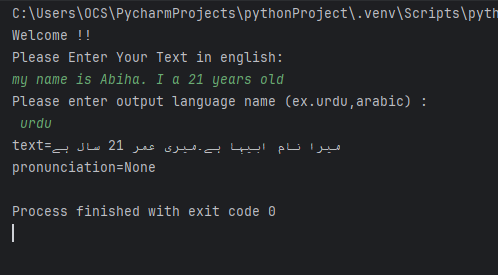 C:\Users\OCS\PycharmProjects\pythonProject\.venv\Scripts\pyth
Welcome !!
Please Enter Your Text in english:
my name is Abiha. I a 21 years old
Please enter output language name (ex.urdu,arabic) :
urdu
text=میرا نام ابیہا ہے۔میری عمر 21 سال ہے
pronunciation=None
Process finished with exit code 0